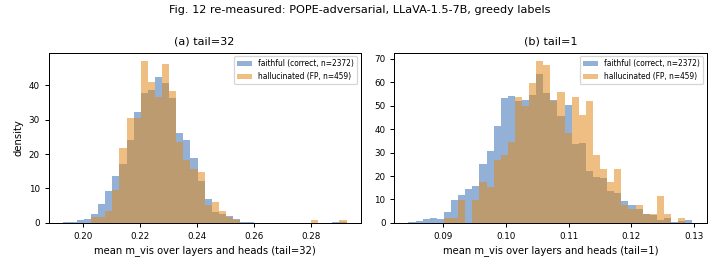 Fig. 12 re-measured: POPE-adversarial, LLaVA-1.5-7B, greedy labels
(a) tail=32
faithful (correct, n=2372)
hallucinated (FP, n=459)
density
40
30
20
10
0
0.20 0.22 0.24 0.26 0.28
mean m_vis over layers and heads (tail=32)
(b) tail=1
faithful (correct, n=2372)
hallucinated (FP, n=459)
70
60
50
40
30
20
10
0
0.09 0.10 0.11 0.12 0.13
mean m_vis over layers and heads (tail=1)